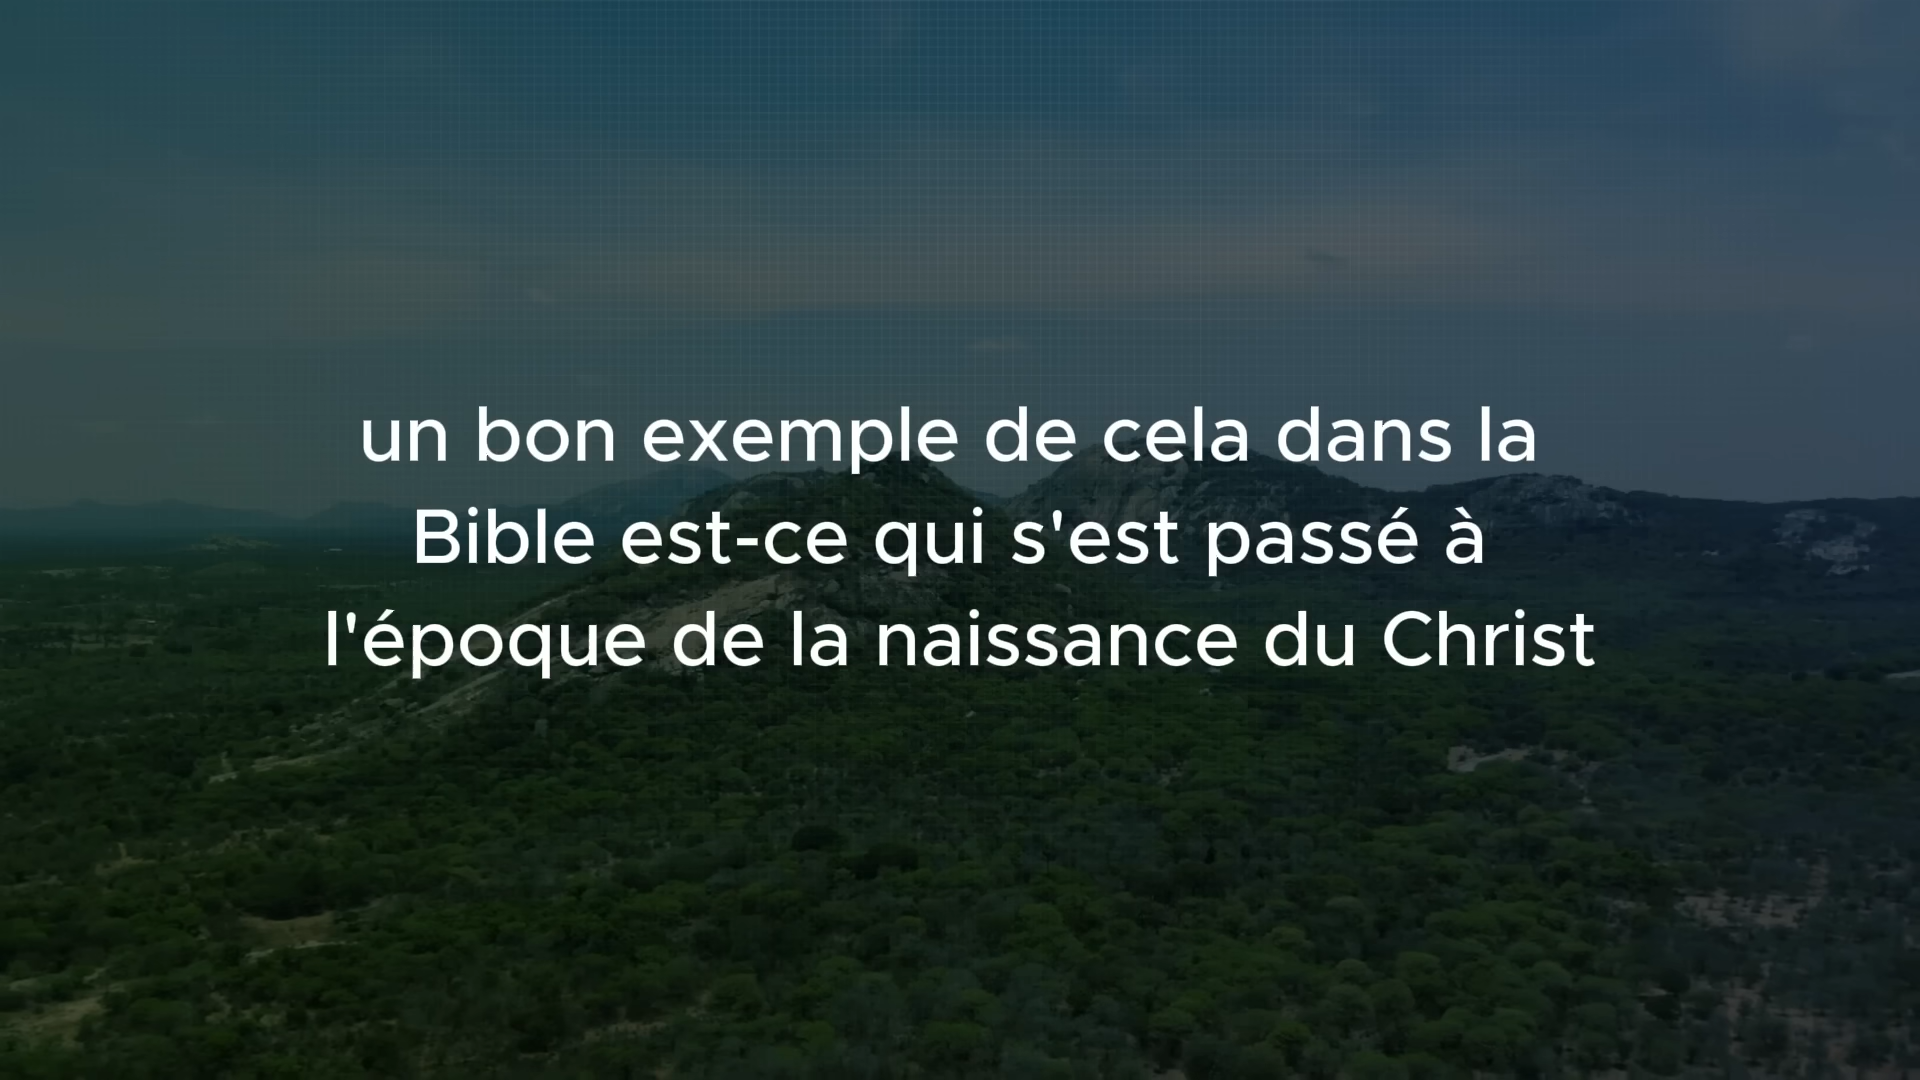 un bon exemple de cela dans la
Bible est-ce qui s'est passé à
l'époque de la naissance du Christ